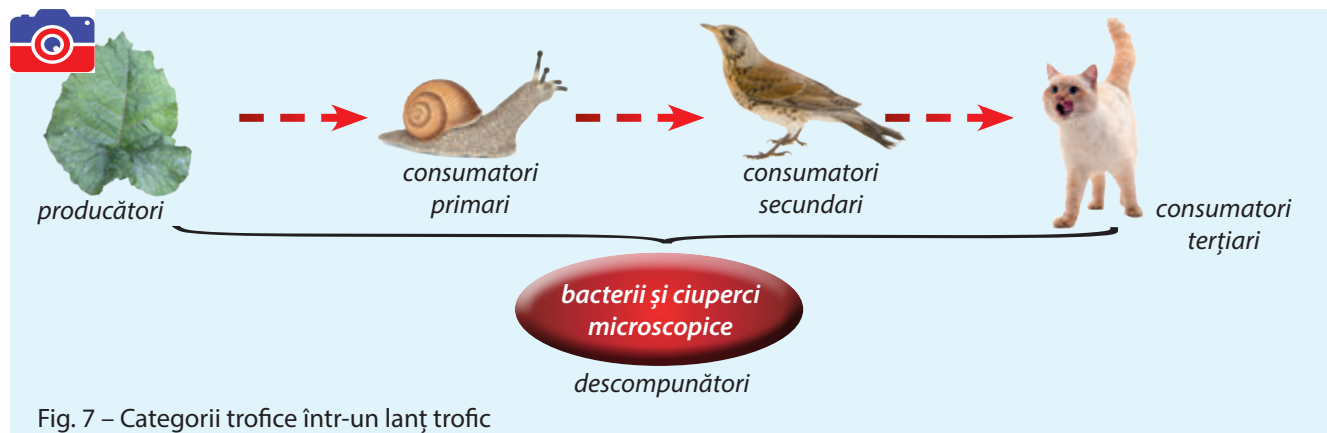 producători
consumatori
primari
consumatori
secundari
consumatori
terțiari
bacterii și ciuperci
microscopice
descompunători
Fig. 7 – Categorii trofice într-un lanț trofic